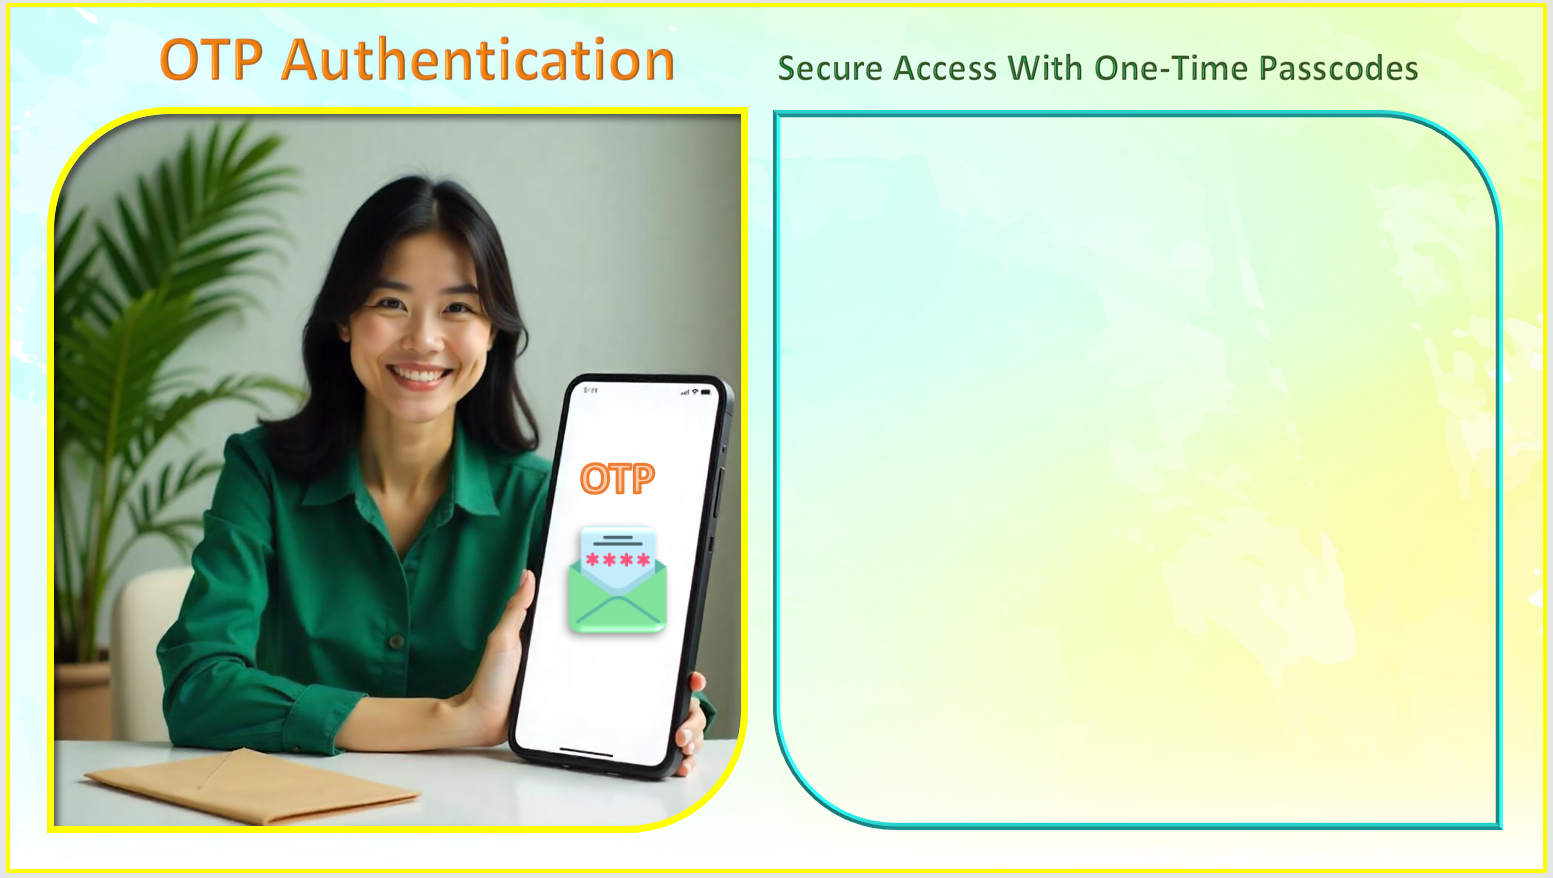 OTP Authentication
Secure Access With One-Time Passcodes
OTP
****